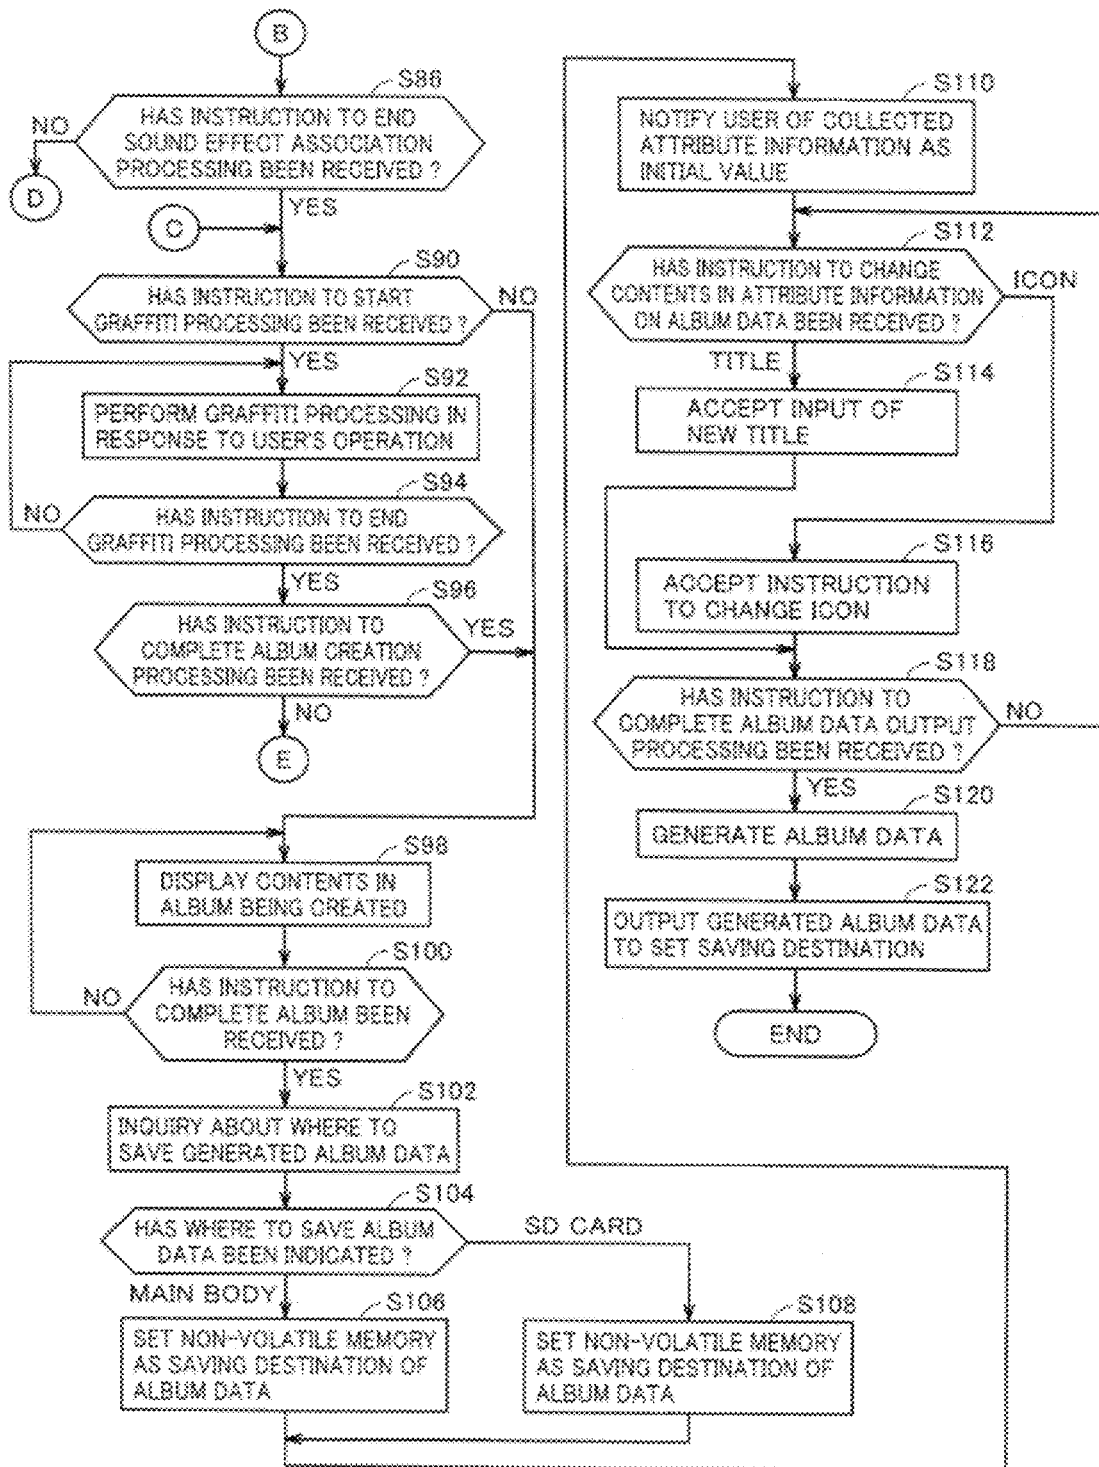 B
S86
HAS INSTRUCTION TO END
SOUND EFFECT ASSOCIATION
PROCESSING BEEN RECEIVED ?
NO
D
YES
C
S90
HAS INSTRUCTION TO START
GRAFFITI PROCESSING BEEN RECEIVED ?
NO
YES
S92
PERFORM GRAFFITI PROCESSING IN
RESPONSE TO USER'S OPERATION
S94
HAS INSTRUCTION TO END
GRAFFITI PROCESSING BEEN RECEIVED ?
NO
YES
S96
HAS INSTRUCTION TO
COMPLETE ALBUM CREATION
PROCESSING BEEN RECEIVED ?
YES
NO
E
S98
DISPLAY CONTENTS IN
ALBUM BEING CREATED
S100
HAS INSTRUCTION TO
COMPLETE ALBUM BEEN
RECEIVED ?
NO
YES
S102
INQUIRY ABOUT WHERE TO
SAVE GENERATED ALBUM DATA
S104
HAS WHERE TO SAVE ALBUM
DATA BEEN INDICATED ?
SD CARD
MAIN BODY
S106
SET NON-VOLATILE MEMORY
AS SAVING DESTINATION OF
ALBUM DATA
S108
SET NON-VOLATILE MEMORY
AS SAVING DESTINATION OF
ALBUM DATA
S110
NOTIFY USER OF COLLECTED
ATTRIBUTE INFORMATION AS
INITIAL VALUE
S112
HAS INSTRUCTION TO CHANGE
CONTENTS IN ATTRIBUTE INFORMATION
ON ALBUM DATA BEEN RECEIVED ?
ICON
TITLE
S114
ACCEPT INPUT OF
NEW TITLE
S116
ACCEPT INSTRUCTION
TO CHANGE ICON
S118
HAS INSTRUCTION TO
COMPLETE ALBUM DATA OUTPUT
PROCESSING BEEN RECEIVED ?
NO
YES
S120
GENERATE ALBUM DATA
S122
OUTPUT GENERATED ALBUM DATA
TO SET SAVING DESTINATION
END